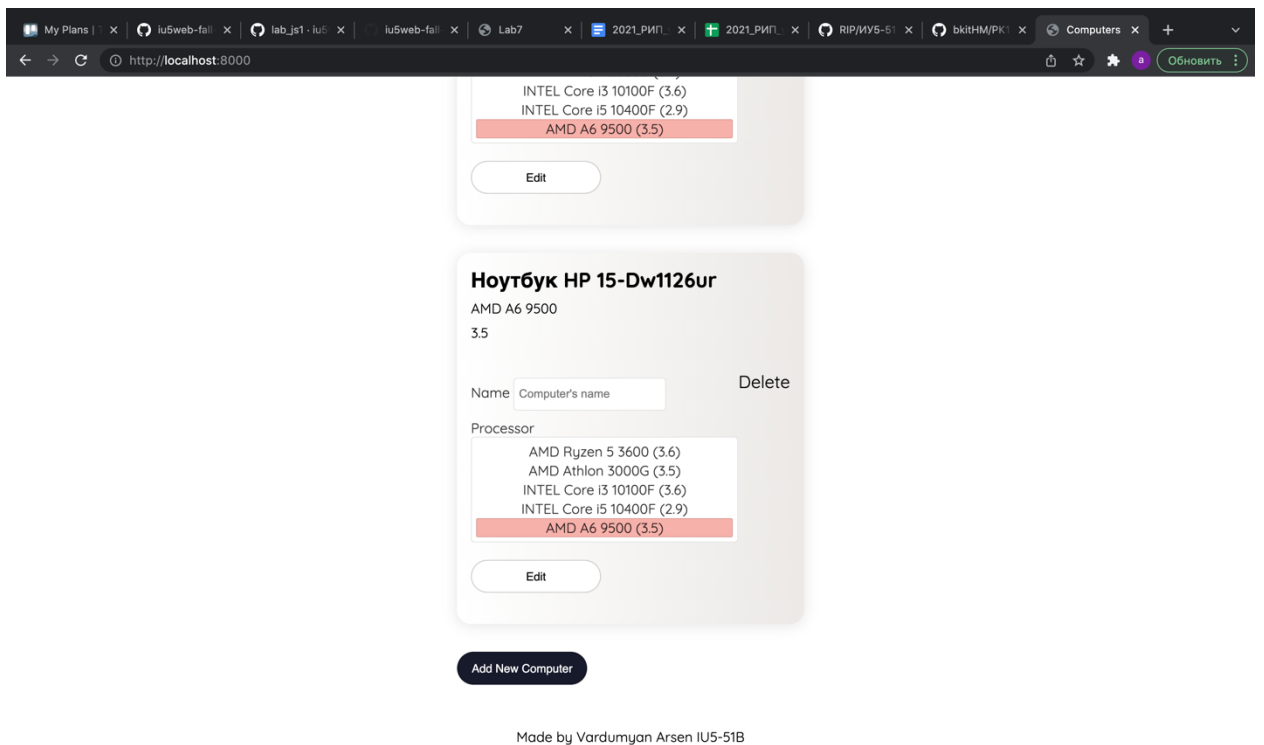 My Plans |
iu5web-fall
lab_js1 · iu5
iu5web-fall
Lab7
2021_РИП_
2021_РИП_
RIP/ИУ5-51
bkitHM/PK1
Computers
http://localhost:8000
a
Обновить
INTEL Core i3 10100F (3.6)
INTEL Core i5 10400F (2.9)
AMD A6 9500 (3.5)
Edit
Ноутбук HP 15-Dw1126ur
AMD A6 9500
3.5
Delete
Name Computer's name
Processor
AMD Ryzen 5 3600 (3.6)
AMD Athlon 3000G (3.5)
INTEL Core i3 10100F (3.6)
INTEL Core i5 10400F (2.9)
AMD A6 9500 (3.5)
Edit
Add New Computer
Made by Vardumyan Arsen IU5-51B